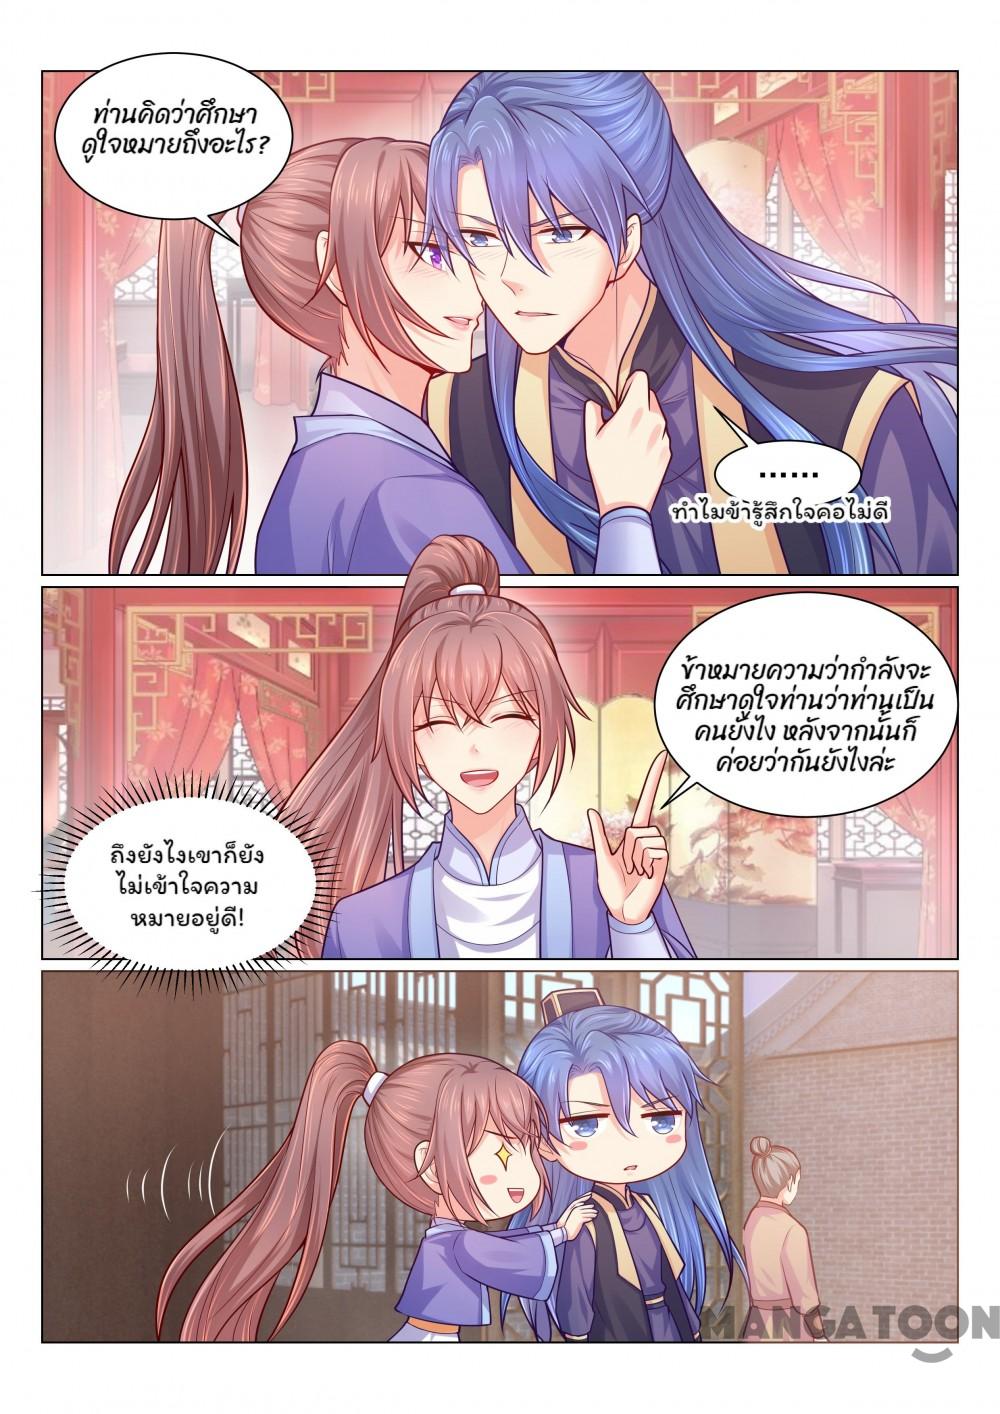 ท่านคิดว่าศึกษา
ดูใจหมายถึงอะไร?
......
ทำไมข้ารู้สึกใจคอไม่ดี
ข้าหมายความว่ากำลังจะ
ศึกษาดูใจท่านว่าท่านเป็น
คนยังไง หลังจากนั้นก็
ค่อยว่ากันยังไงล่ะ
ถึงยังไงเขาก็ยัง
ไม่เข้าใจความ
หมายอยู่ดี!
MANGATOON